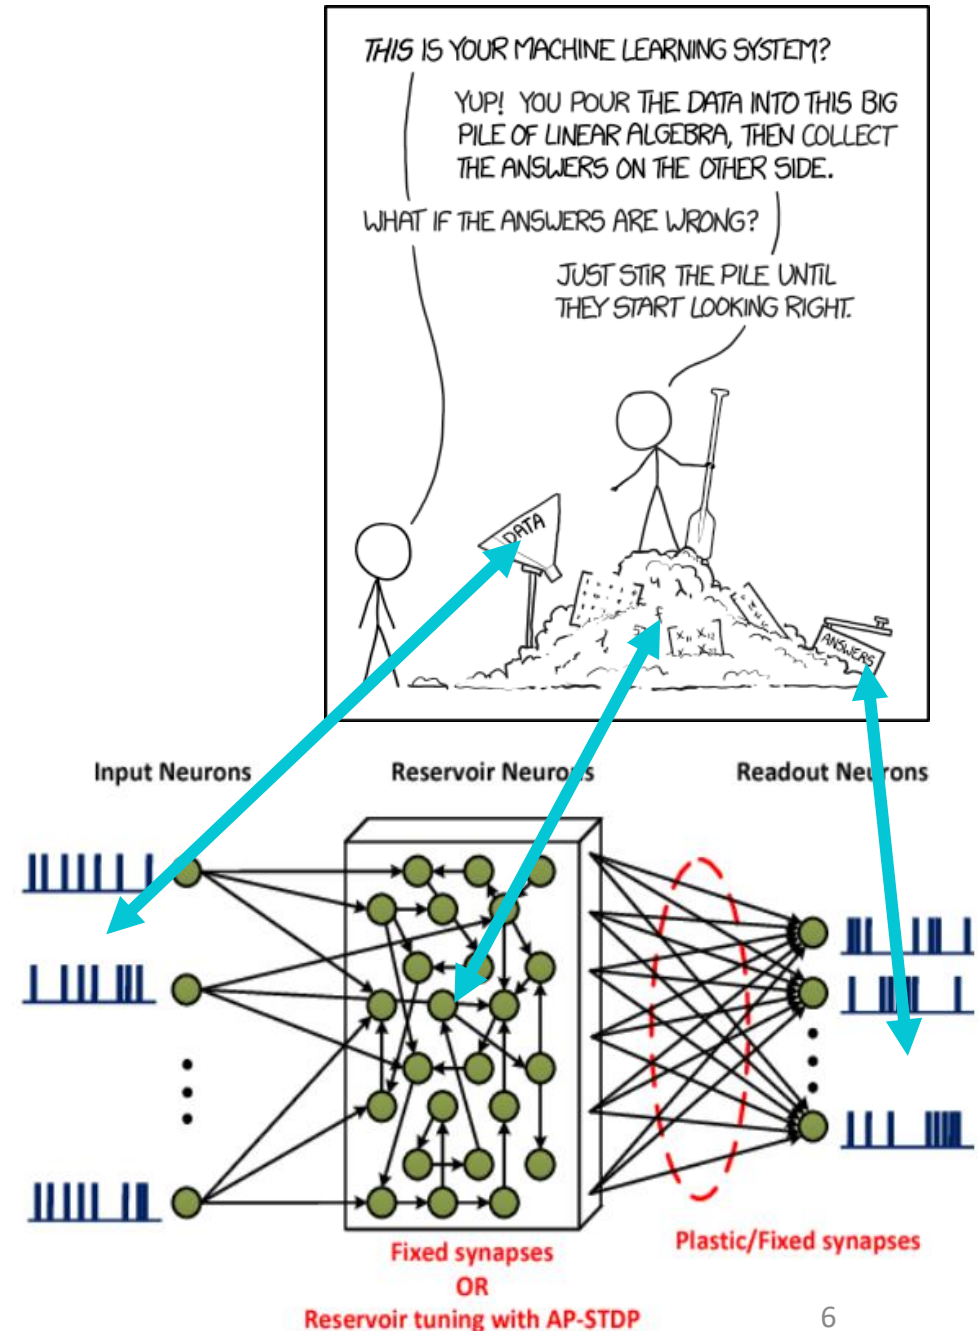 THIS IS YOUR MACHINE LEARNING SYSTEM?
YUP! YOU POUR THE DATA INTO THIS BIG
PILE OF LINEAR ALGEBRA, THEN COLLECT
THE ANSWERS ON THE OTHER SIDE.
WHAT IF THE ANSWERS ARE WRONG?
JUST STIR THE PILE UNTIL
THEY START LOOKING RIGHT.
DATA
ANSWERS
Input Neurons
Reservoir Neurons
Readout Neurons
Fixed synapses
OR
Reservoir tuning with AP-STDP
Plastic/Fixed synapses
6